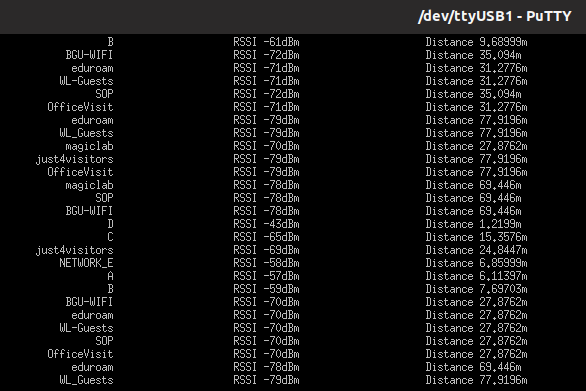 /dev/ttyUSB1 - PuTTY
B RSSI -61dBm Distance 9.68999m
BGU-WIFI RSSI -72dBm Distance 35.094m
eduroam RSSI -71dBm Distance 31.2776m
WL-Guests RSSI -71dBm Distance 31.2776m
SOP RSSI -72dBm Distance 35.094m
OfficeVisit RSSI -71dBm Distance 31.2776m
eduroam RSSI -79dBm Distance 77.9196m
WL_Guests RSSI -79dBm Distance 77.9196m
magiclab RSSI -70dBm Distance 27.8762m
just4visitors RSSI -79dBm Distance 77.9196m
OfficeVisit RSSI -79dBm Distance 77.9196m
magiclab RSSI -78dBm Distance 69.446m
SOP RSSI -78dBm Distance 69.446m
BGU-WIFI RSSI -78dBm Distance 69.446m
D RSSI -43dBm Distance 1.2199m
C RSSI -65dBm Distance 15.3576m
just4visitors RSSI -69dBm Distance 24.8447m
NETWORK_E RSSI -58dBm Distance 6.85999m
A RSSI -57dBm Distance 6.11397m
B RSSI -59dBm Distance 7.69703m
BGU-WIFI RSSI -70dBm Distance 27.8762m
eduroam RSSI -70dBm Distance 27.8762m
WL-Guests RSSI -70dBm Distance 27.8762m
SOP RSSI -70dBm Distance 27.8762m
OfficeVisit RSSI -70dBm Distance 27.8762m
eduroam RSSI -78dBm Distance 69.446m
WL_Guests RSSI -79dBm Distance 77.9196m